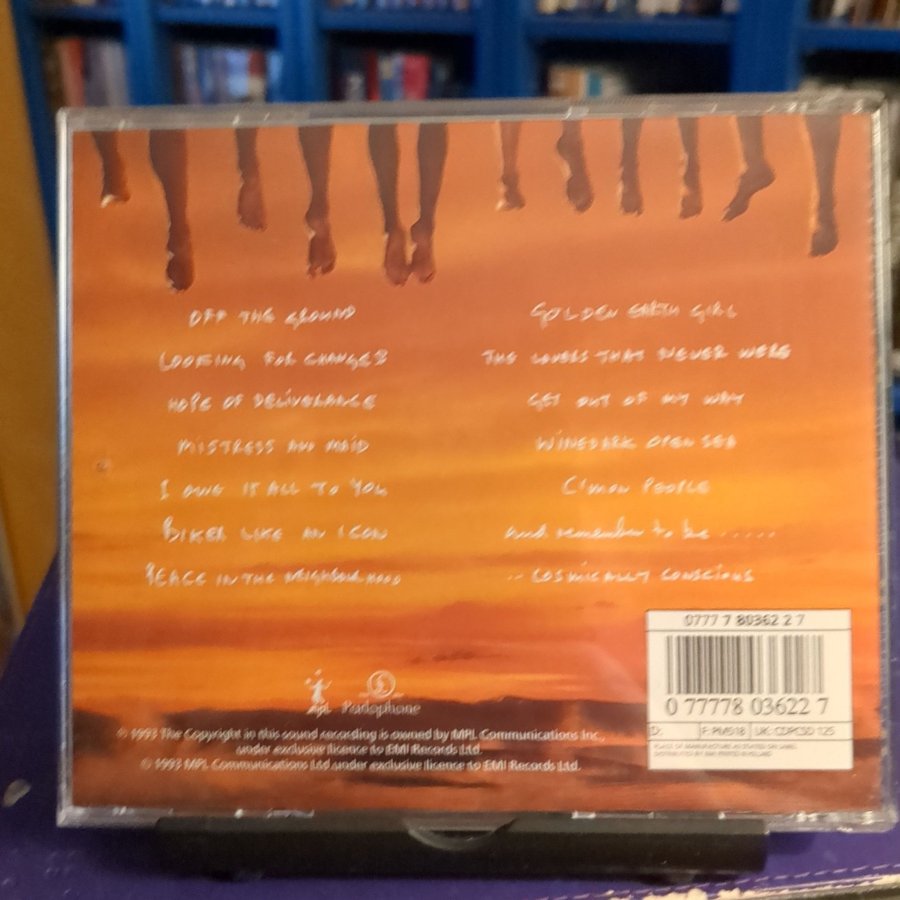 OFF THE GROUND
LOOKING FOR CHANGES
HOPE OF DELIVERANCE
MISTRESS AND MAID
I OWE IT ALL TO YOU
BIKER LIKE AN ICON
PEACE IN THE NEIGHBOURHOOD
GOLDEN EARTH GIRL
THE LOVERS THAT NEVER WERE
GET OUT OF MY WAY
WINEDARK OPEN SEA
C'mon PEOPLE
and remember to be ......
... COSMICALLY CONSCIOUS
MPL Parlophone
℗ 1993 The Copyright in this sound recording is owned by MPL Communications Inc.,
under exclusive licence to EMI Records Ltd.
© 1993 MPL Communications Ltd under exclusive licence to EMI Records Ltd.
0777 7 80362 2 7
0 77778 03622 7
D: F: PM518 UK: CDPCSD 125